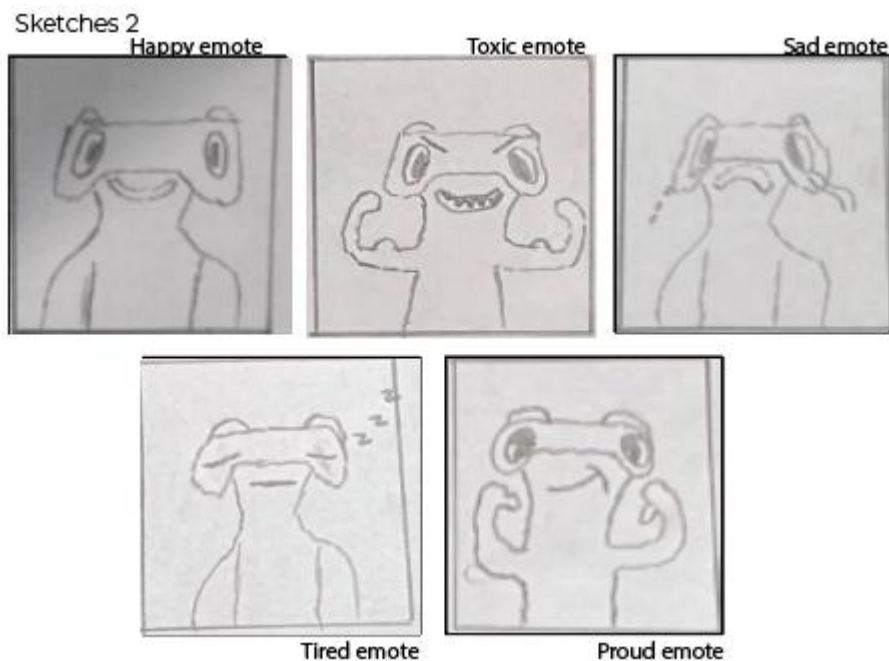 Sketches 2
Happy emote
Toxic emote
Sad emote
z z z
Tired emote
Proud emote